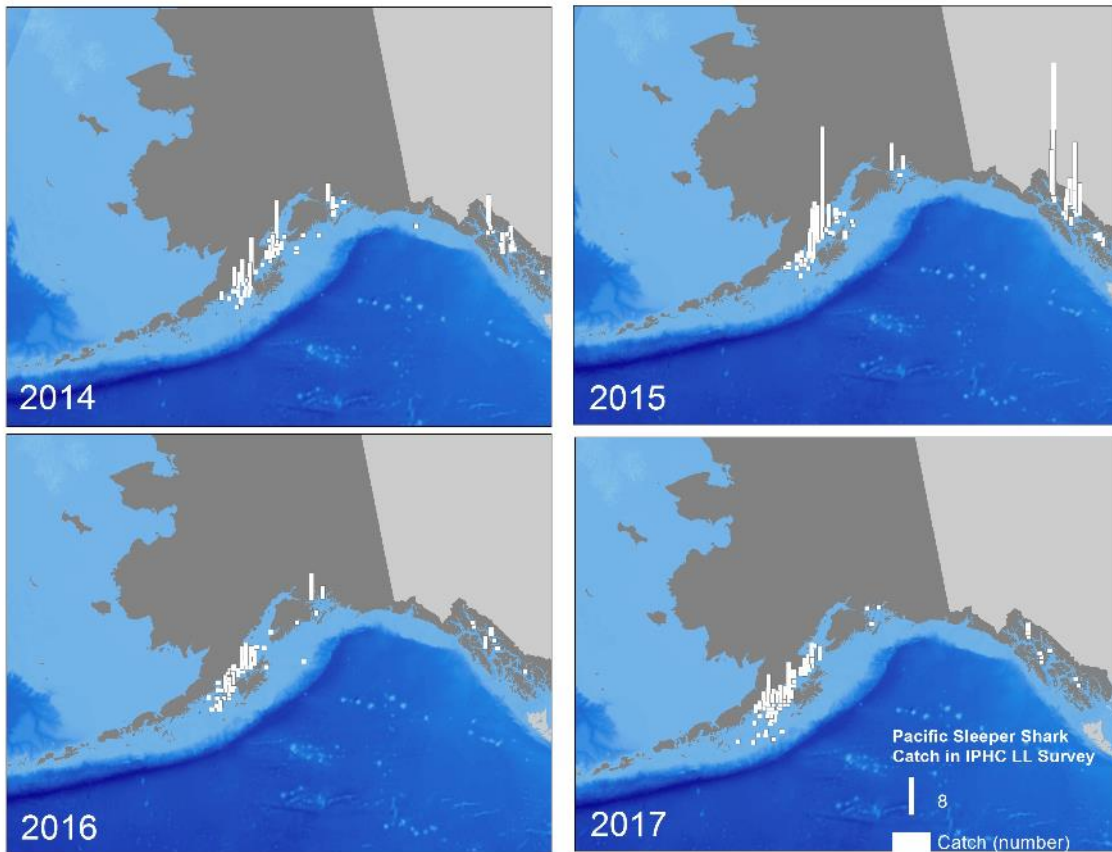 2014
2015
2016
2017
Pacific Sleeper Shark
Catch in IPHC LL Survey
8
Catch (number)